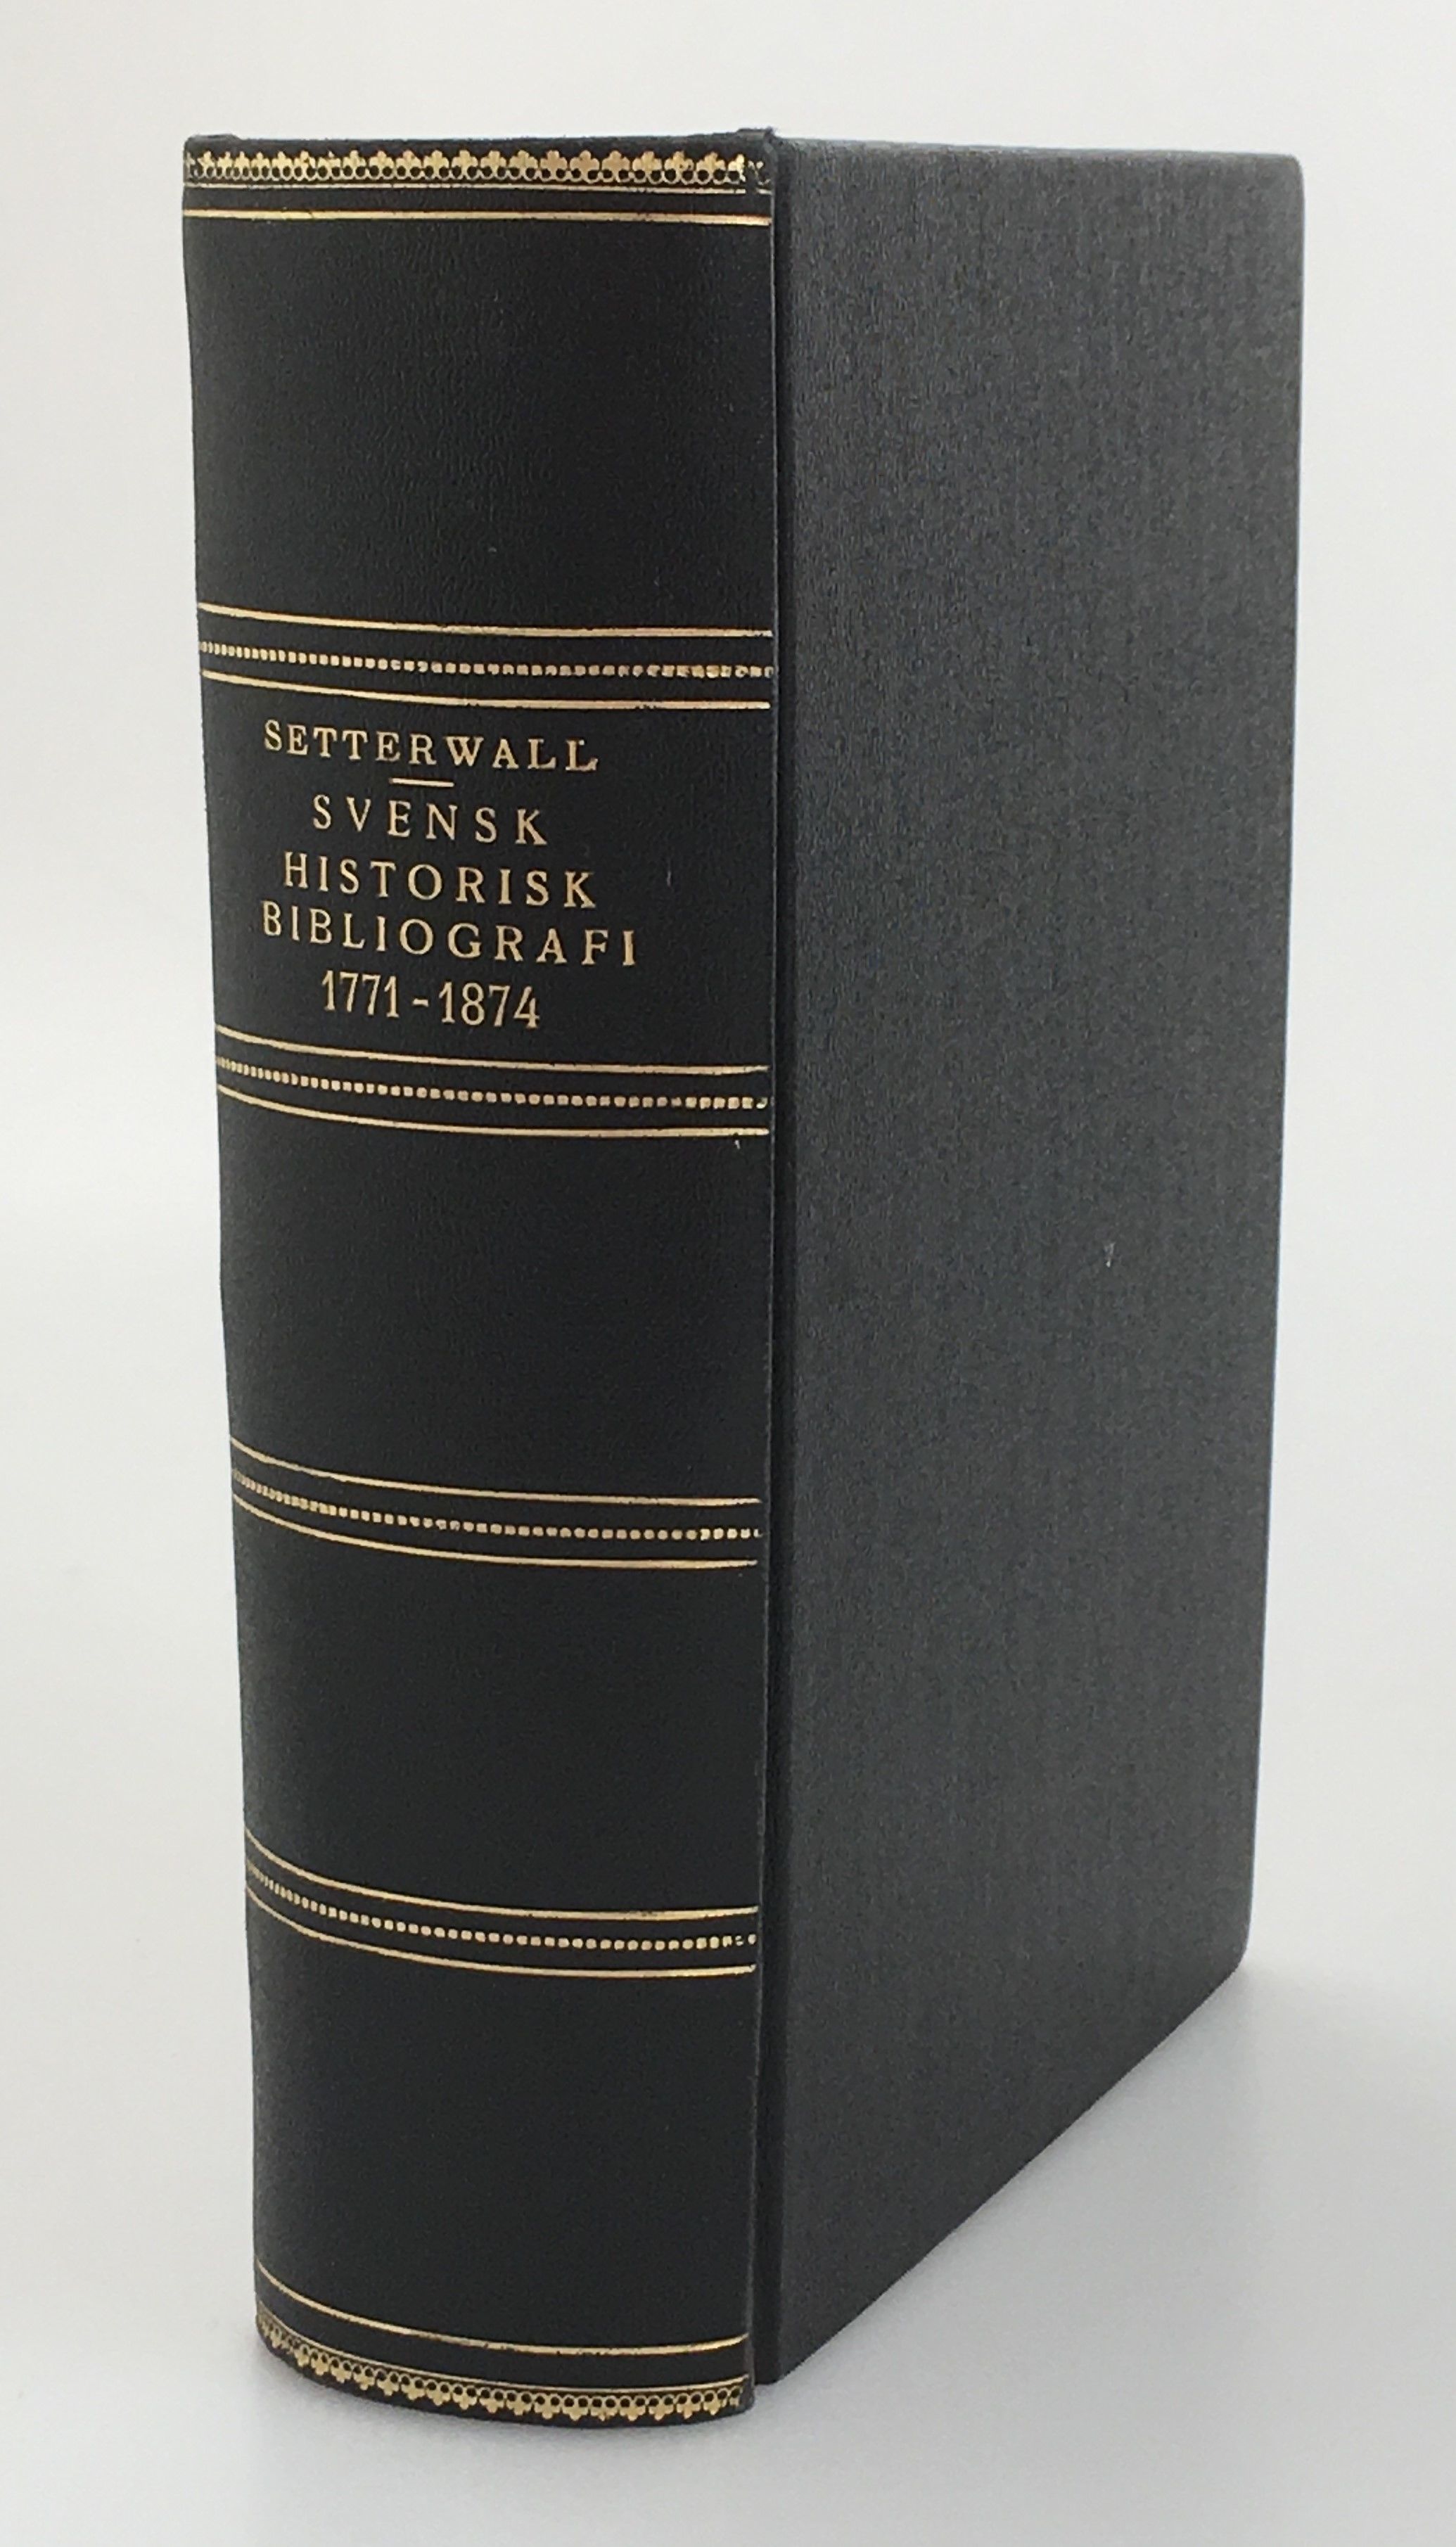 SETTERWALL
SVENSK
HISTORISK
BIBLIOGRAFI
1771-1874